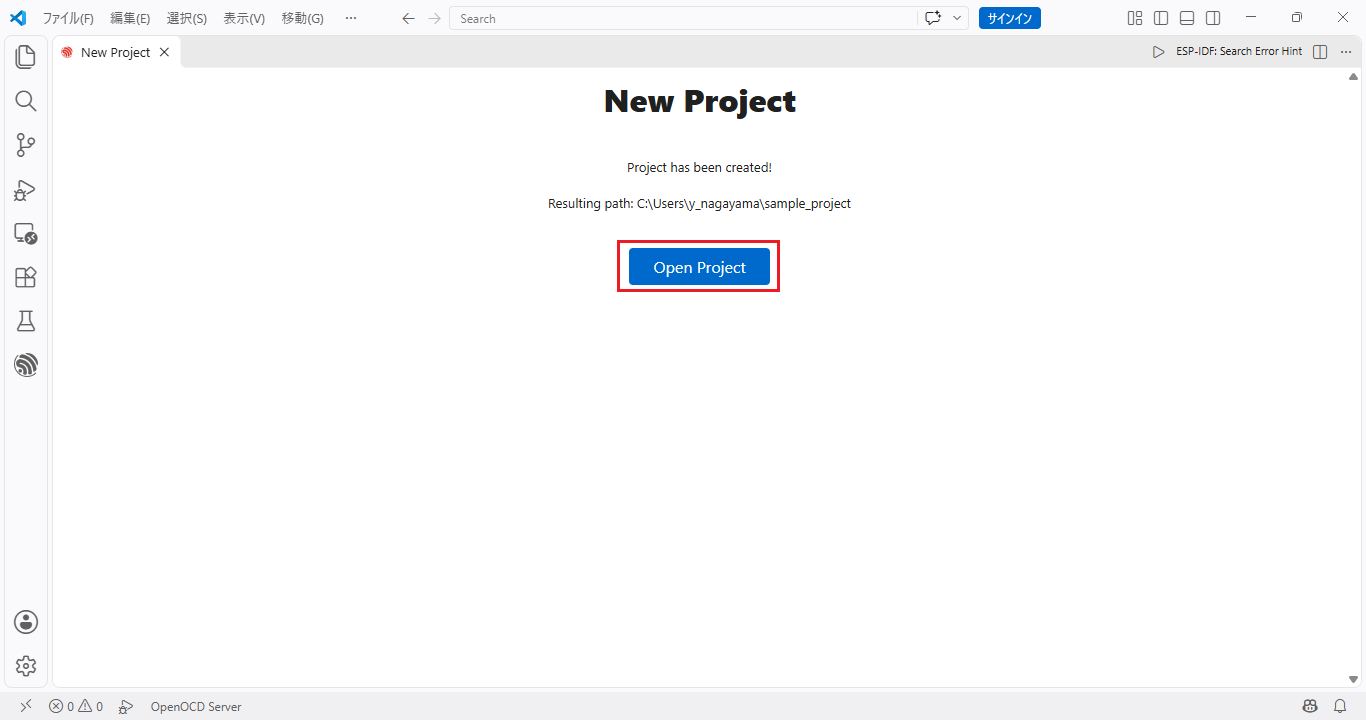 ファイル(F) 編集(E) 選択(S) 表示(V) 移動(G) ··· Search サインイン
New Project ESP-IDF: Search Error Hint
New Project
Project has been created!
Resulting path: C:\Users\y_nagayama\sample_project
Open Project
0 0 OpenOCD Server